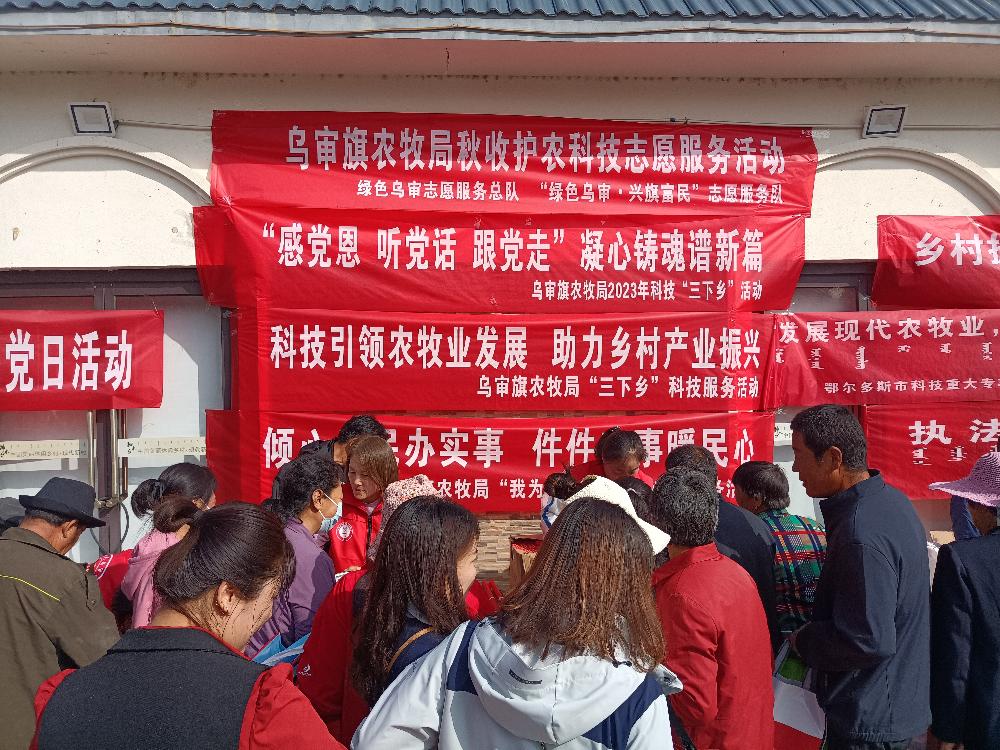 乌审旗农牧局秋收护农科技志愿服务活动
绿色乌审志愿服务总队 “绿色乌审·兴旗富民”志愿服务队
“感党恩 听党话 跟党走”凝心铸魂谱新篇
乌审旗农牧局2023年科技“三下乡”活动
科技引领农牧业发展 助力乡村产业振兴
乌审旗农牧局“三下乡”科技服务活动
倾 民办实事 件件 事暖民心
农牧局“我为
党日活动
乡村
发展现代农牧业，
鄂尔多斯市科技重大专
执法